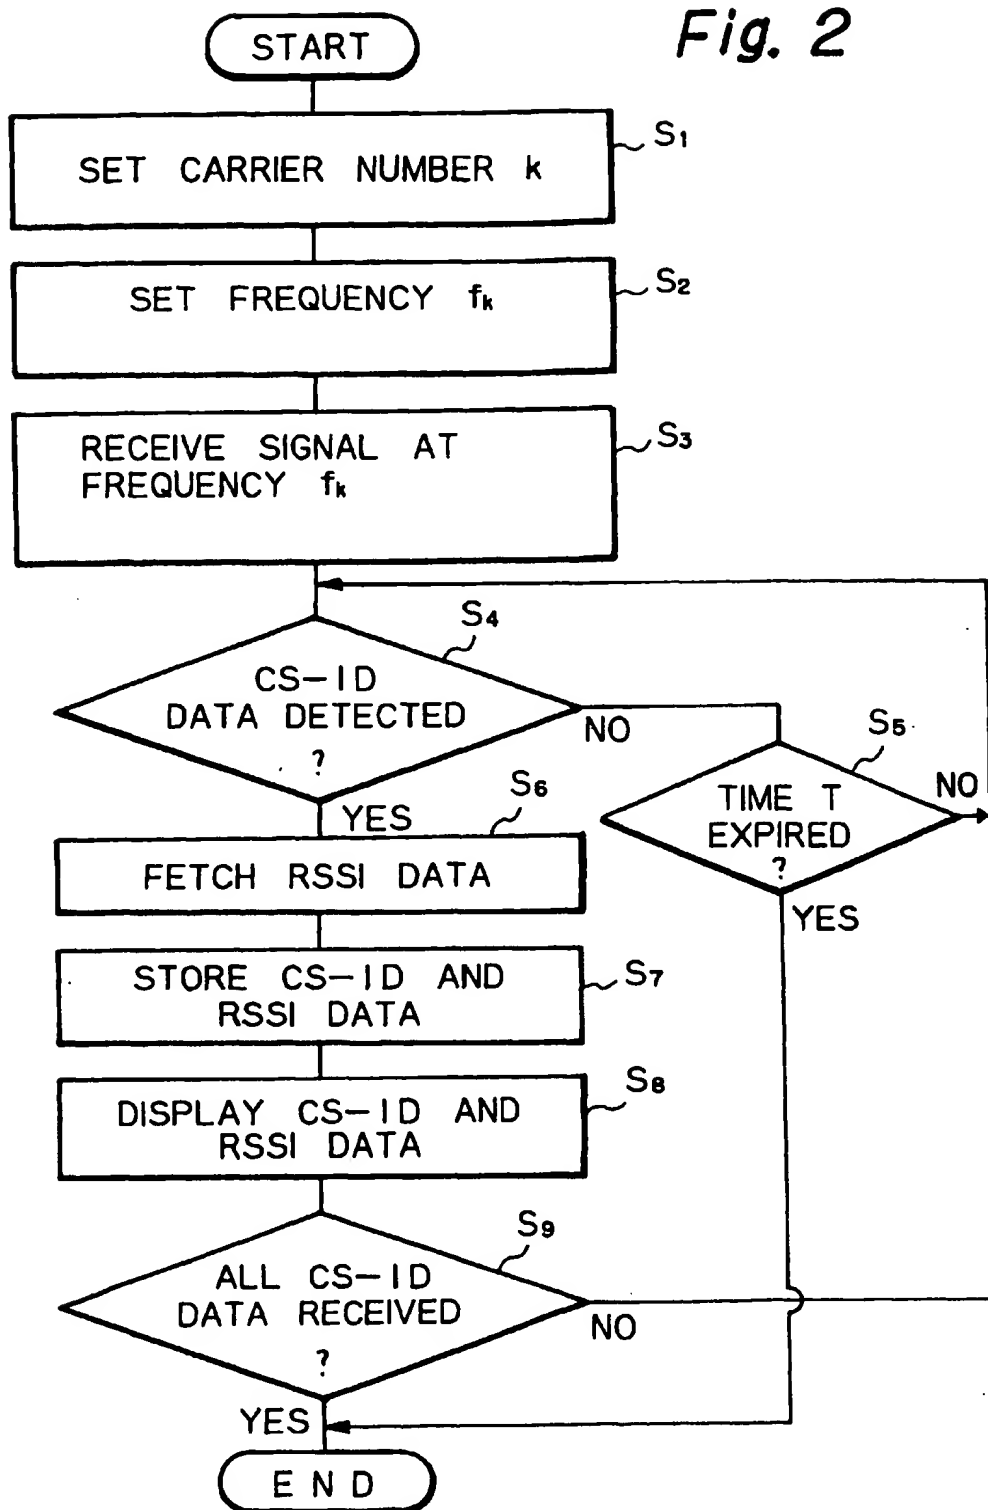 Fig. 2
START
SET CARRIER NUMBER k
S1
SET FREQUENCY fk
S2
RECEIVE SIGNAL AT
FREQUENCY fk
S3
CS-ID
DATA DETECTED
?
S4
NO
YES
TIME T
EXPIRED
?
S5
NO
YES
FETCH RSSI DATA
S6
STORE CS-ID AND
RSSI DATA
S7
DISPLAY CS-ID AND
RSSI DATA
S8
ALL CS-ID
DATA RECEIVED
?
S9
NO
YES
END